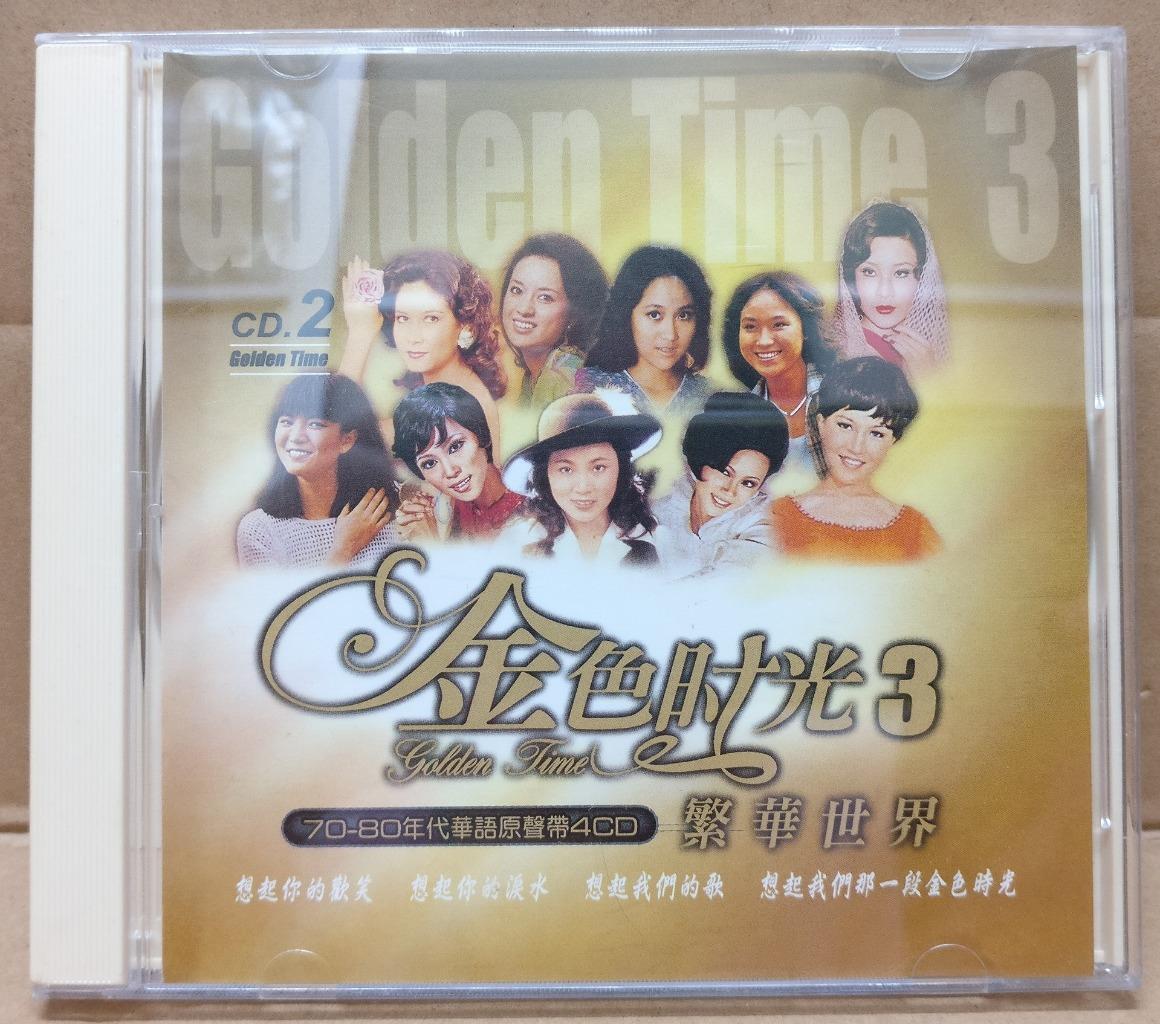 Golden Time 3
CD.2
Golden Time
金色时光3
Golden Time
70-80年代華語原聲帶4CD
繁華世界
想起你的歡笑 想起你的淚水 想起我們的歌 想起我們那一段金色時光